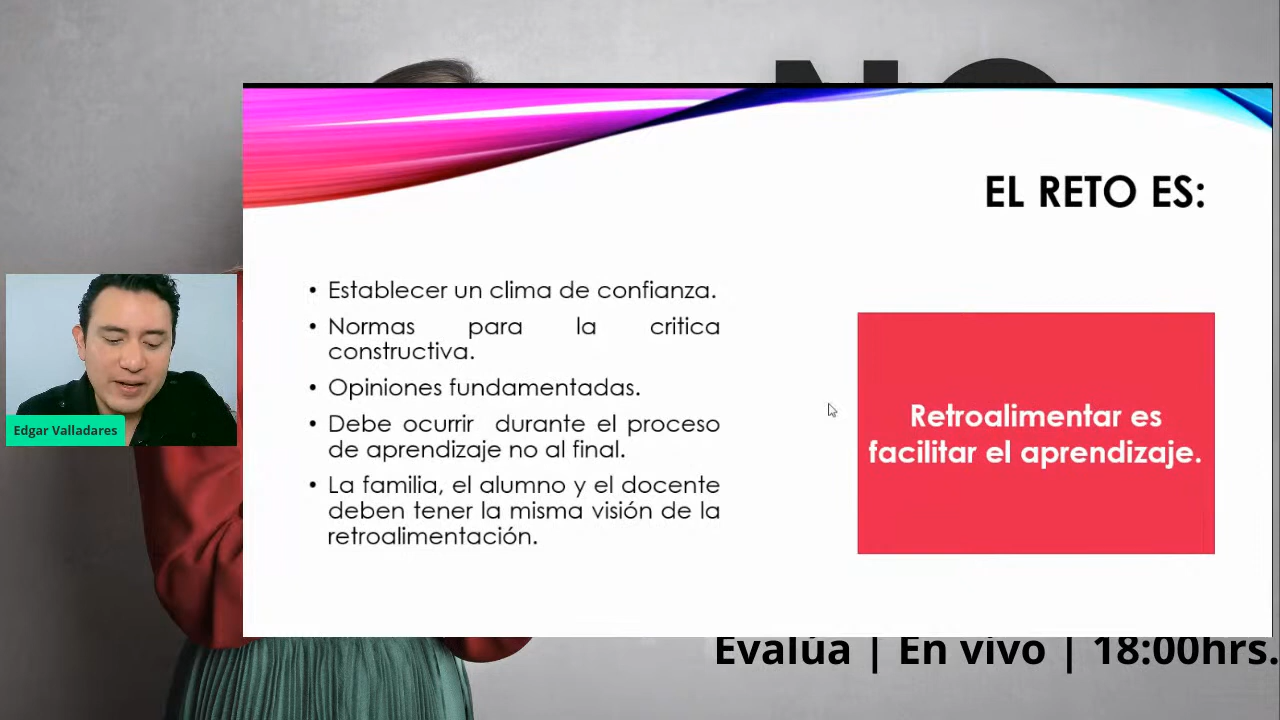 EL RETO ES:
• Establecer un clima de confianza.
• Normas para la critica
constructiva.
• Opiniones fundamentadas.
• Debe ocurrir durante el proceso
de aprendizaje no al final.
• La familia, el alumno y el docente
deben tener la misma visión de la
retroalimentación.
Retroalimentar es
facilitar el aprendizaje.
Edgar Valladares
Evalúa | En vivo | 18:00hrs.